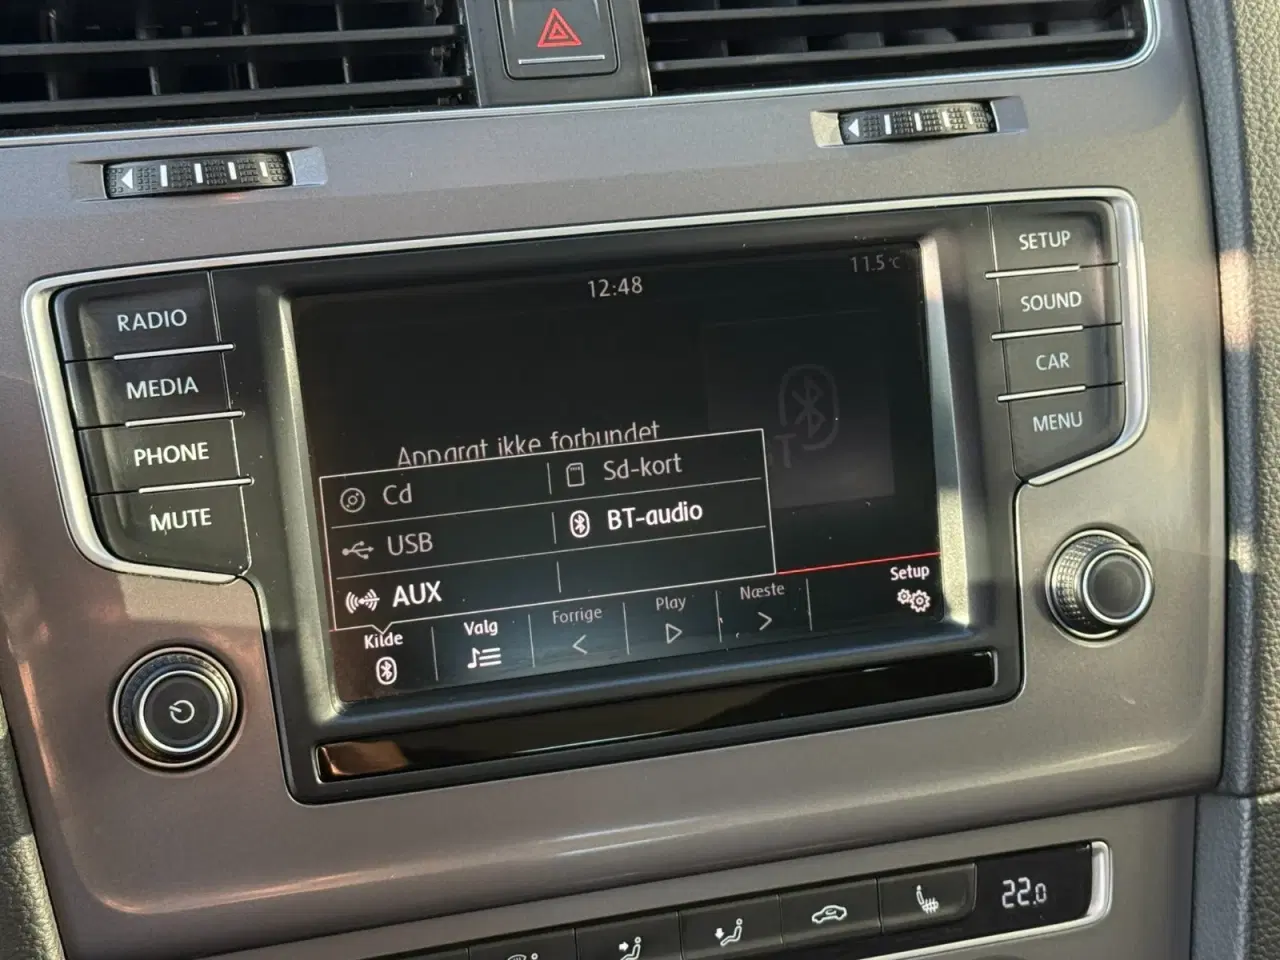 12:48
11.5°C
RADIO
MEDIA
PHONE
MUTE
SETUP
SOUND
CAR
MENU
Apparat ikke forbundet
Cd
Sd-kort
USB
BT-audio
AUX
Kilde
Valg
Forrige
Play
Næste
Setup
22.0